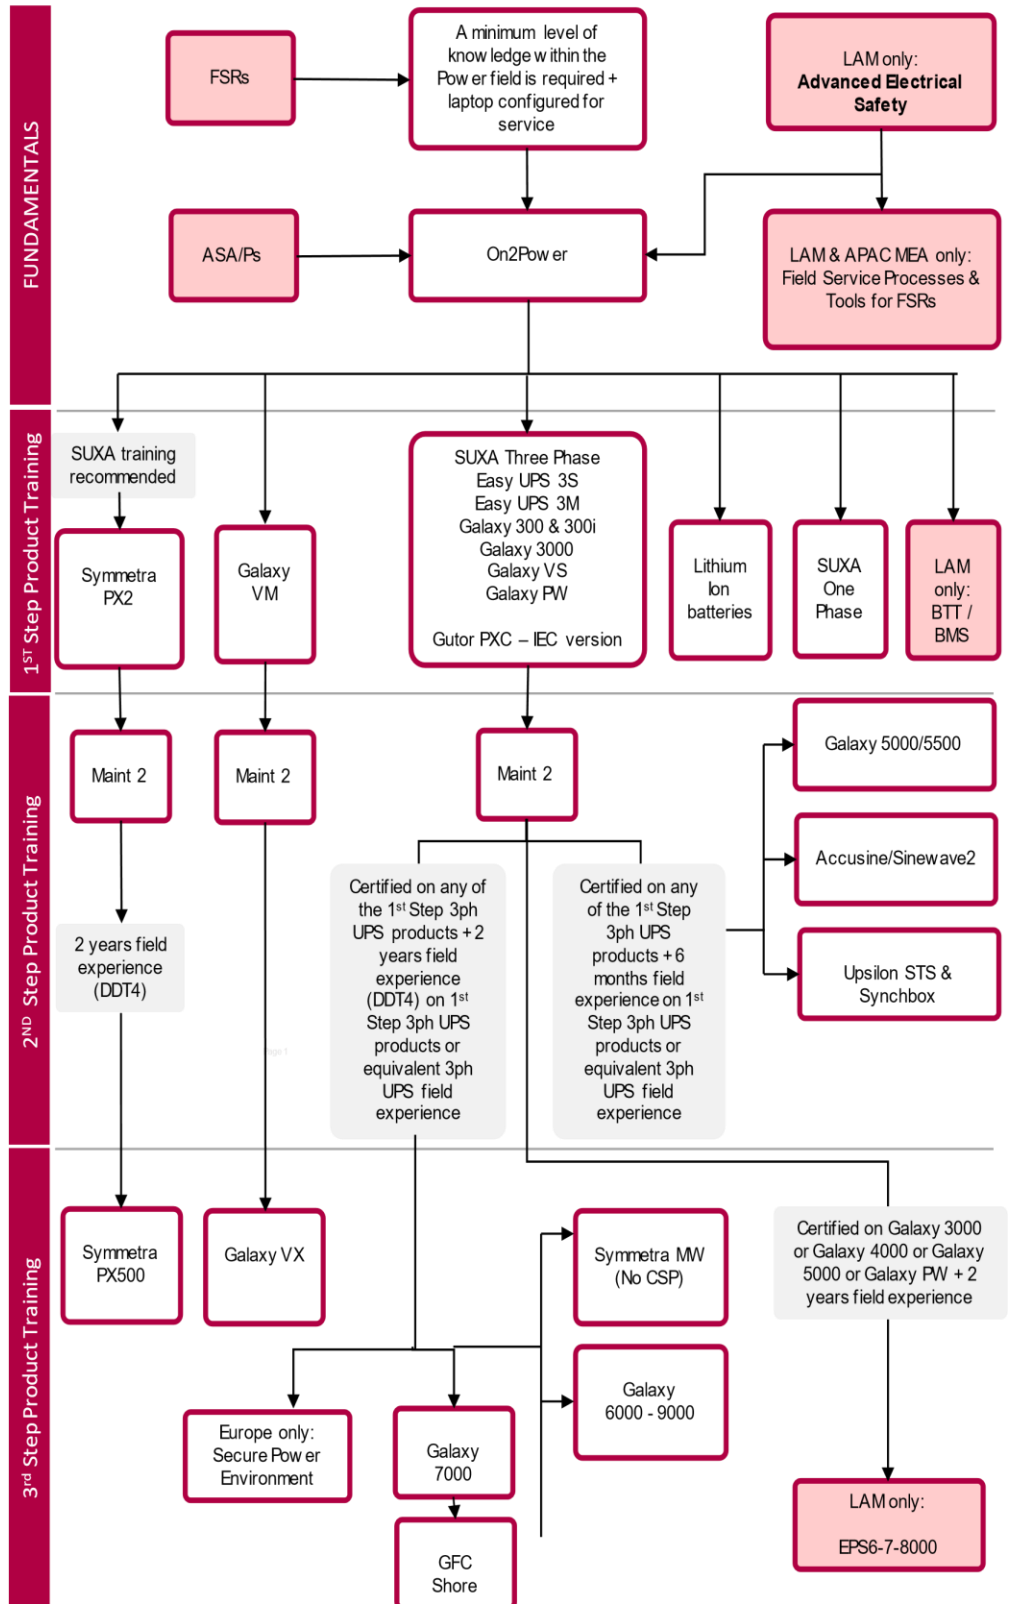 FUNDAMENTALS
FSRs
A minimum level of
knowledge within the
Power field is required +
laptop configured for
service
LAM only:
Advanced Electrical
Safety
ASA/Ps
On2Power
LAM & APAC MEA only:
Field Service Processes &
Tools for FSRs
1ST Step Product Training
SUXA training
recommended
Symmetra
PX2
Galaxy
VM
SUXA Three Phase
Easy UPS 3S
Easy UPS 3M
Galaxy 300 & 300i
Galaxy 3000
Galaxy VS
Galaxy PW
Gutor PXC – IEC version
Lithium
Ion
batteries
SUXA
One
Phase
LAM
only:
BTT /
BMS
2ND Step Product Training
Maint 2
Maint 2
Maint 2
Galaxy 5000/5500
Accusine/Sinewave2
Upsilon STS &
Synchbox
2 years field
experience
(DDT4)
Certified on any of
the 1st Step 3ph
UPS products + 2
years field
experience
(DDT4) on 1st
Step 3ph UPS
products or
equivalent 3ph
UPS field
experience
Certified on any
of the 1st Step
3ph UPS
products + 6
months field
experience on 1st
Step 3ph UPS
products or
equivalent 3ph
UPS field
experience
Page 1
3rd Step Product Training
Symmetra
PX500
Galaxy VX
Symmetra MW
(No CSP)
Certified on Galaxy 3000
or Galaxy 4000 or Galaxy
5000 or Galaxy PW + 2
years field experience
Galaxy
6000 - 9000
Europe only:
Secure Power
Environment
Galaxy
7000
GFC
Shore
LAM only:
EPS6-7-8000